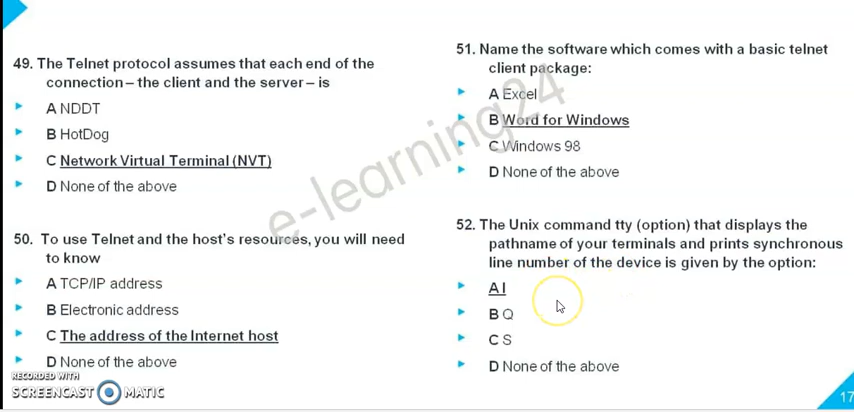 49. The Telnet protocol assumes that each end of the
connection – the client and the server – is
A NDDT
B HotDog
C Network Virtual Terminal (NVT)
D None of the above
50. To use Telnet and the host's resources, you will need
to know
A TCP/IP address
B Electronic address
C The address of the Internet host
D None of the above
51. Name the software which comes with a basic telnet
client package:
A Excel
B Word for Windows
C Windows 98
D None of the above
52. The Unix command tty (option) that displays the
pathname of your terminals and prints synchronous
line number of the device is given by the option:
A I
B Q
C S
D None of the above
e-learning24
RECORDED WITH
SCREENCAST MATIC
17